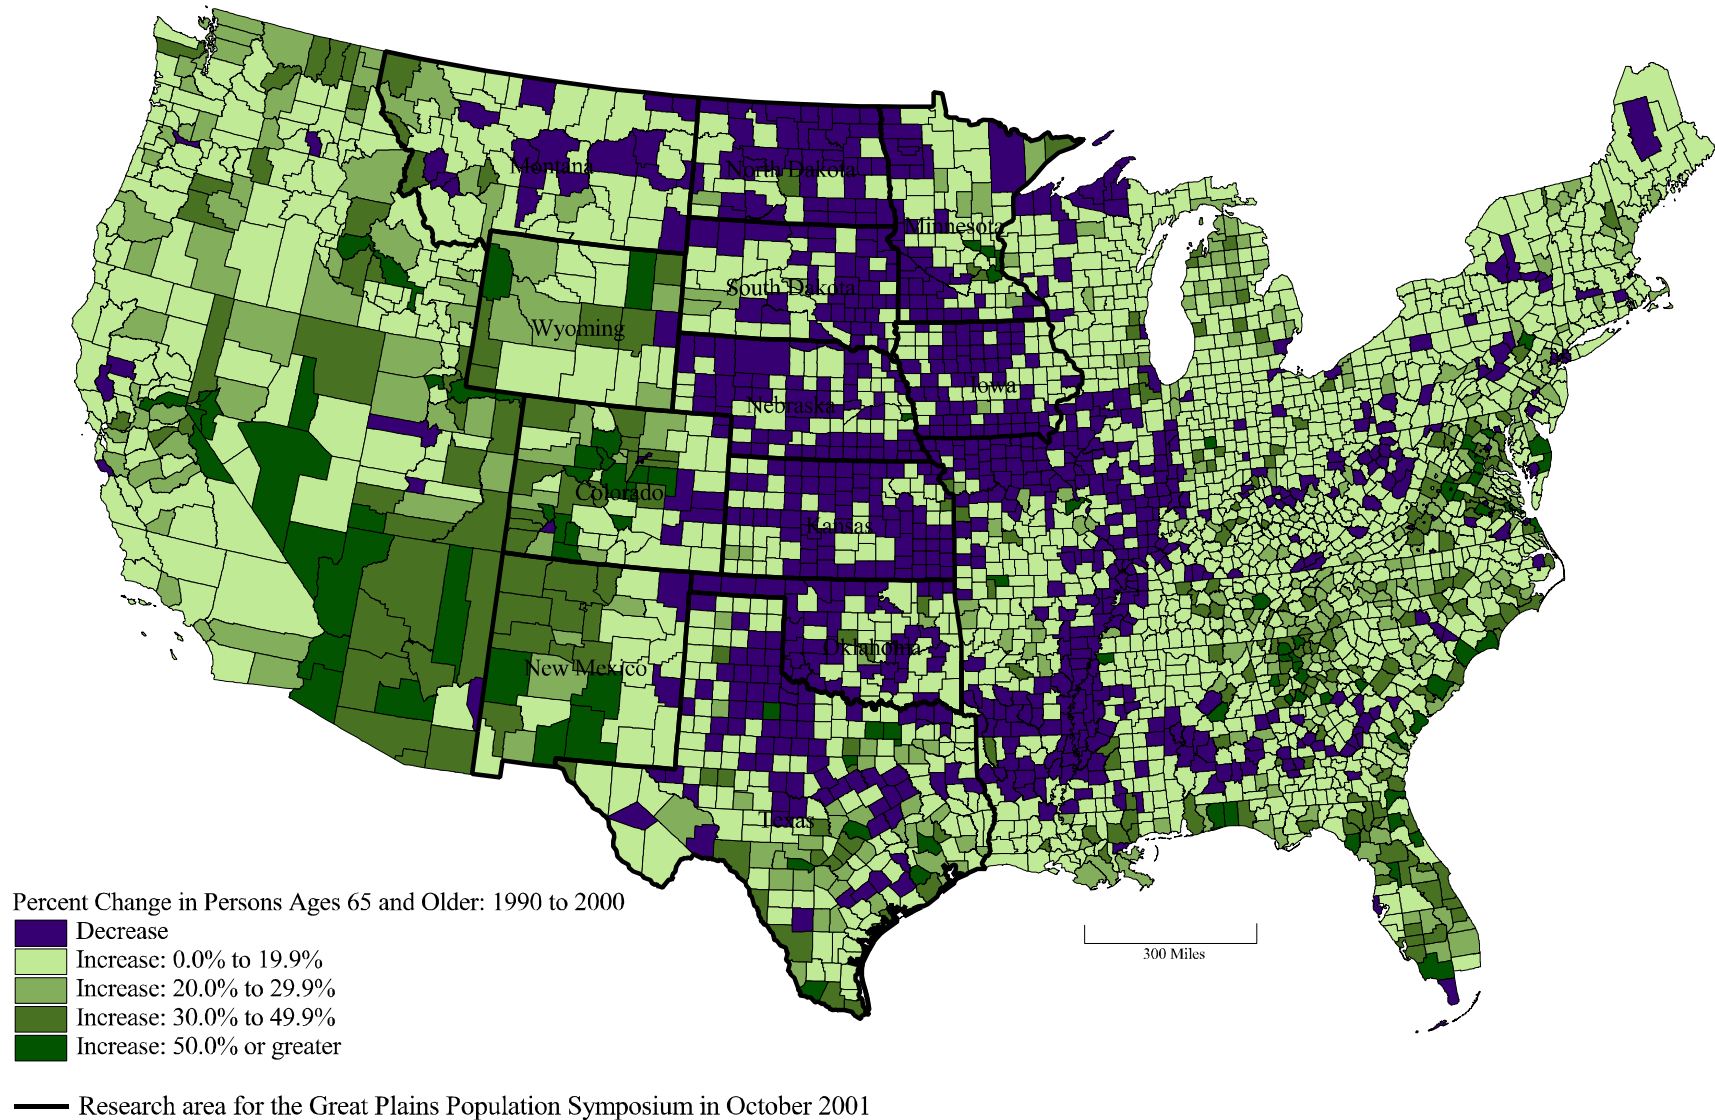 Montana
North Dakota
Minnesota
South Dakota
Wyoming
Iowa
Nebraska
Colorado
Kansas
Oklahoma
New Mexico
Texas
Percent Change in Persons Ages 65 and Older: 1990 to 2000
Decrease
Increase: 0.0% to 19.9%
Increase: 20.0% to 29.9%
Increase: 30.0% to 49.9%
Increase: 50.0% or greater
300 Miles
Research area for the Great Plains Population Symposium in October 2001